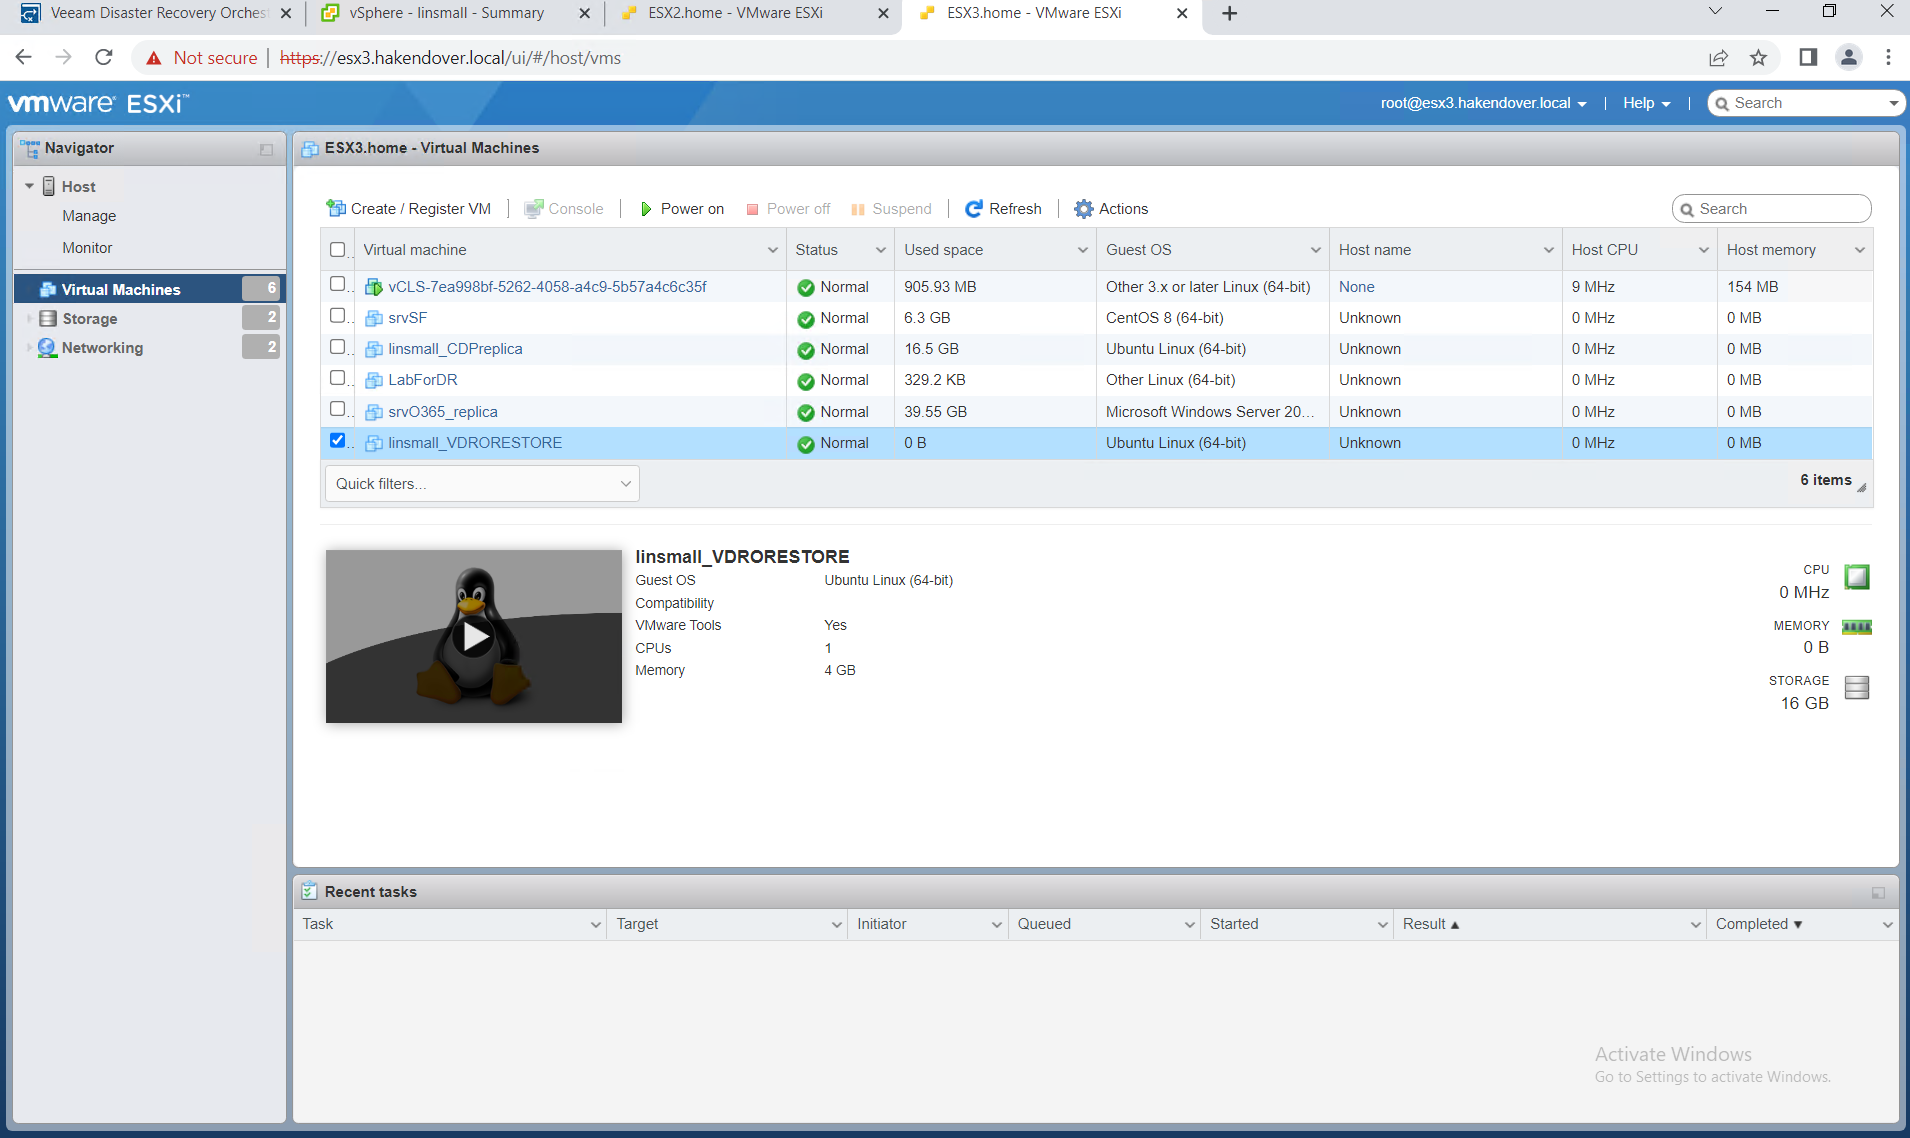 Veeam Disaster Recovery Orchest
vSphere - linsmall - Summary
ESX2.home - VMware ESXi
ESX3.home - VMware ESXi
Not secure | https://esx3.hakendover.local/ui/#/host/vms
vmware ESXi™
root@esx3.hakendover.local | Help | Search
Navigator
Host
Manage
Monitor
Virtual Machines 6
Storage 2
Networking 2
ESX3.home - Virtual Machines
Create / Register VM | Console | Power on Power off Suspend | Refresh | Actions
Search
Virtual machine Status Used space Guest OS Host name Host CPU Host memory
vCLS-7ea998bf-5262-4058-a4c9-5b57a4c6c35f Normal 905.93 MB Other 3.x or later Linux (64-bit) None 9 MHz 154 MB
srvSF Normal 6.3 GB CentOS 8 (64-bit) Unknown 0 MHz 0 MB
linsmall_CDPreplica Normal 16.5 GB Ubuntu Linux (64-bit) Unknown 0 MHz 0 MB
LabForDR Normal 329.2 KB Other Linux (64-bit) Unknown 0 MHz 0 MB
srvO365_replica Normal 39.55 GB Microsoft Windows Server 20... Unknown 0 MHz 0 MB
linsmall_VDRORESTORE Normal 0 B Ubuntu Linux (64-bit) Unknown 0 MHz 0 MB
Quick filters...
6 items
linsmall_VDRORESTORE
Guest OS Ubuntu Linux (64-bit)
Compatibility
VMware Tools Yes
CPUs 1
Memory 4 GB
CPU
0 MHz
MEMORY
0 B
STORAGE
16 GB
Recent tasks
Task Target Initiator Queued Started Result ▲ Completed ▼
Activate Windows
Go to Settings to activate Windows.